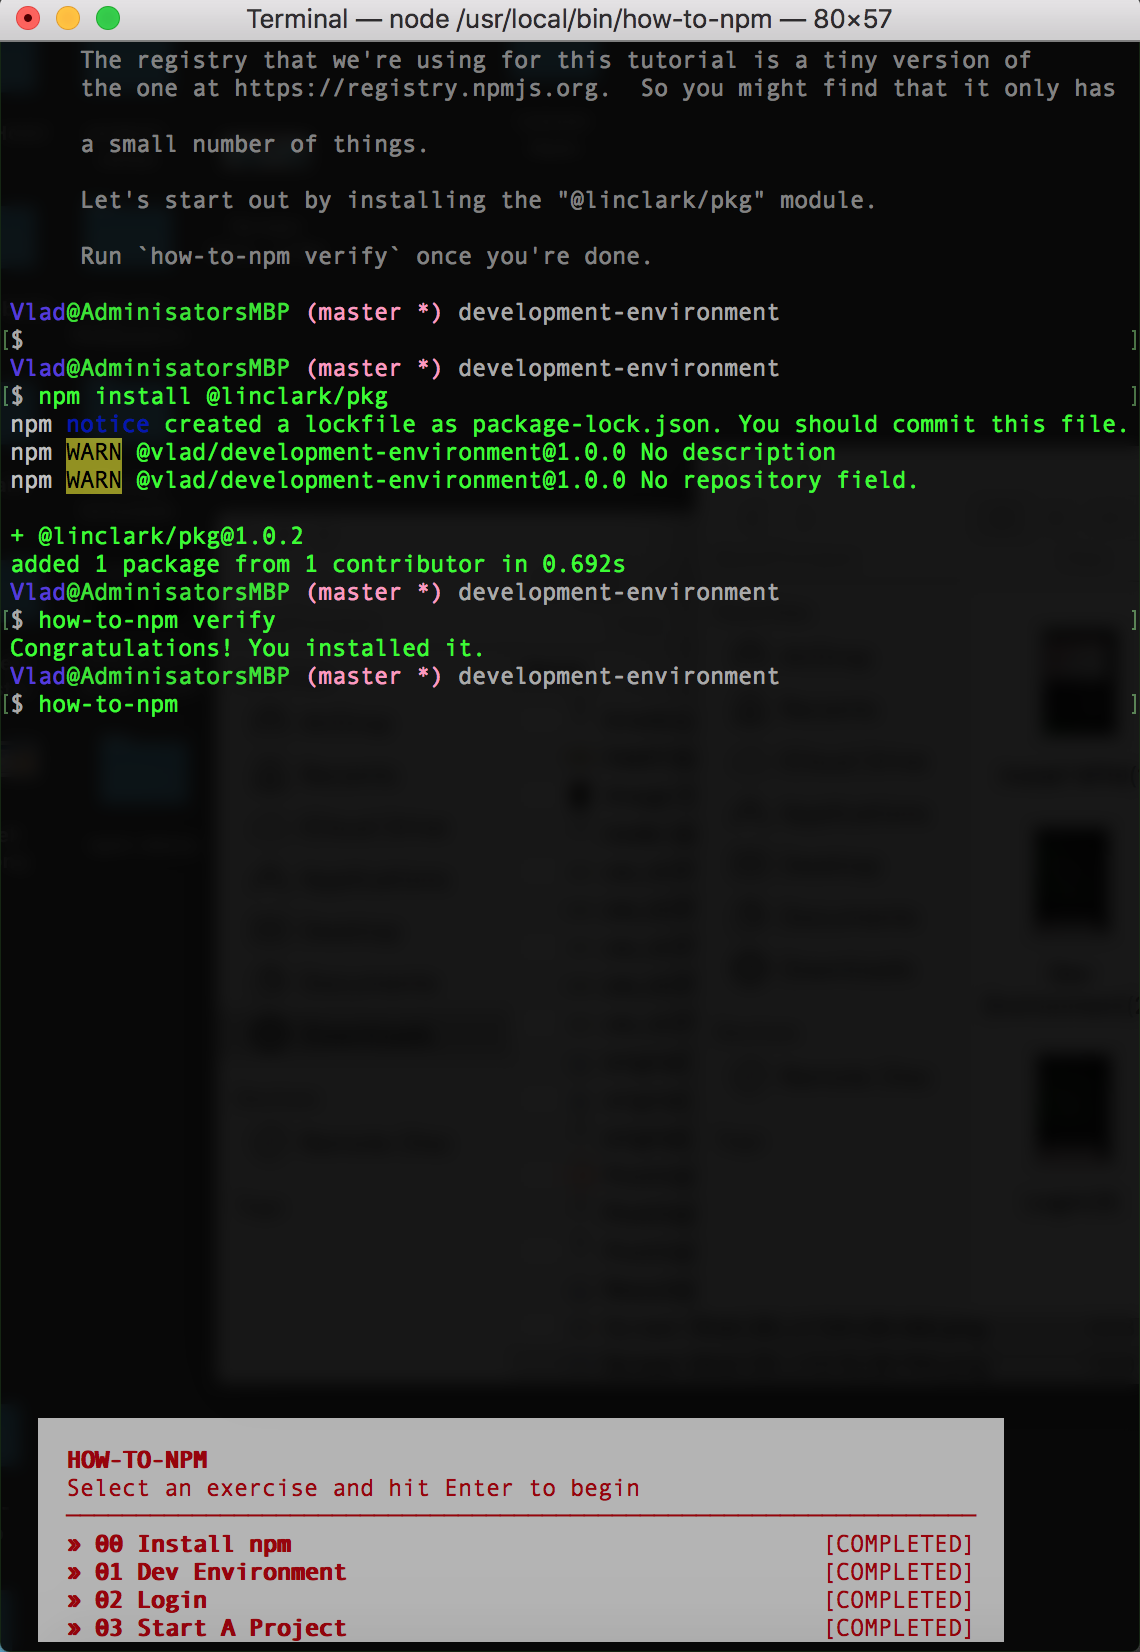 Terminal — node /usr/local/bin/how-to-npm — 80×57
The registry that we're using for this tutorial is a tiny version of
the one at https://registry.npmjs.org.  So you might find that it only has
a small number of things.
Let's start out by installing the "@linclark/pkg" module.
Run `how-to-npm verify` once you're done.
Vlad@AdminisatorsMBP (master *) development-environment
[$ ]
Vlad@AdminisatorsMBP (master *) development-environment
[$ npm install @linclark/pkg ]
npm notice created a lockfile as package-lock.json. You should commit this file.
npm WARN @vlad/development-environment@1.0.0 No description
npm WARN @vlad/development-environment@1.0.0 No repository field.
+ @linclark/pkg@1.0.2
added 1 package from 1 contributor in 0.692s
Vlad@AdminisatorsMBP (master *) development-environment
[$ how-to-npm verify ]
Congratulations! You installed it.
Vlad@AdminisatorsMBP (master *) development-environment
[$ how-to-npm ]
HOW-TO-NPM
Select an exercise and hit Enter to begin
» 00 Install npm [COMPLETED]
» 01 Dev Environment [COMPLETED]
» 02 Login [COMPLETED]
» 03 Start A Project [COMPLETED]